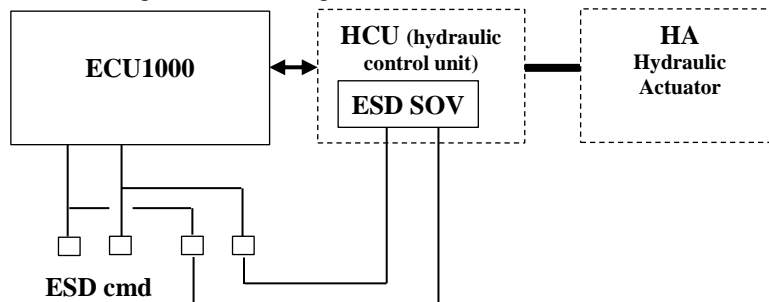 ECU1000
HCU (hydraulic
control unit)
ESD SOV
HA
Hydraulic
Actuator
ESD cmd